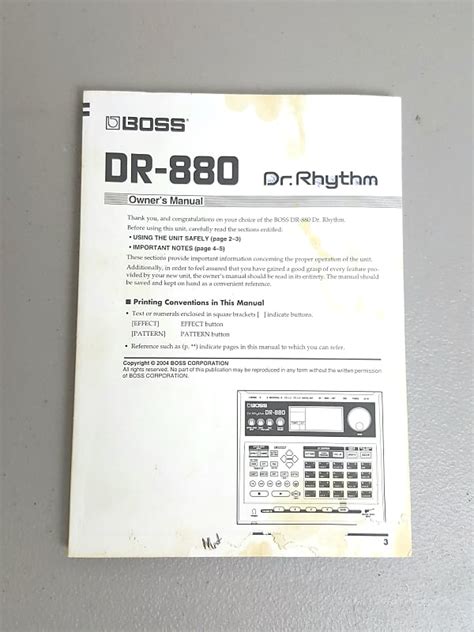 BOSS
DR-880 Dr.Rhythm
Owner's Manual
Thank you, and congratulations on your choice of the BOSS DR-880 Dr. Rhythm.
Before using this unit, carefully read the sections entitled:
• USING THE UNIT SAFELY (page 2–3)
• IMPORTANT NOTES (page 4–5)
These sections provide important information concerning the proper operation of the unit.
Additionally, in order to feel assured that you have gained a good grasp of every feature pro-
vided by your new unit, the owner's manual should be read in its entirety. The manual should
be saved and kept on hand as a convenient reference.
■ Printing Conventions in This Manual
• Text or numerals enclosed in square brackets [ ] indicate buttons.
[EFFECT] EFFECT button
[PATTERN] PATTERN button
• Reference such as (p. **) indicate pages in this manual to which you can refer.
Copyright © 2004 BOSS CORPORATION
All rights reserved. No part of this publication may be reproduced in any form without the written permission
of BOSS CORPORATION.
BOSS
Dr.Rhythm DR-880
3